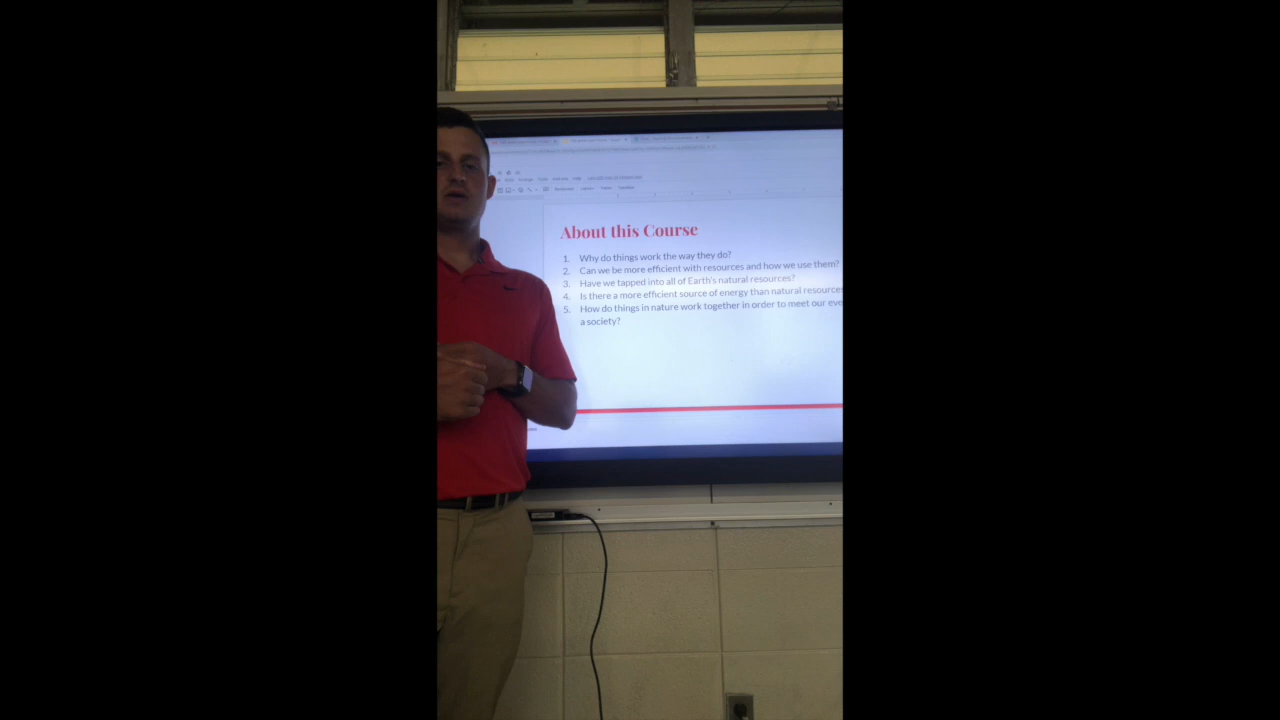 About this Course
1. Why do things work the way they do?
2. Can we be more efficient with resources and how we use them?
3. Have we tapped into all of Earth's natural resources?
4. Is there a more efficient source of energy than natural resources
5. How do things in nature work together in order to meet our eve
a society?